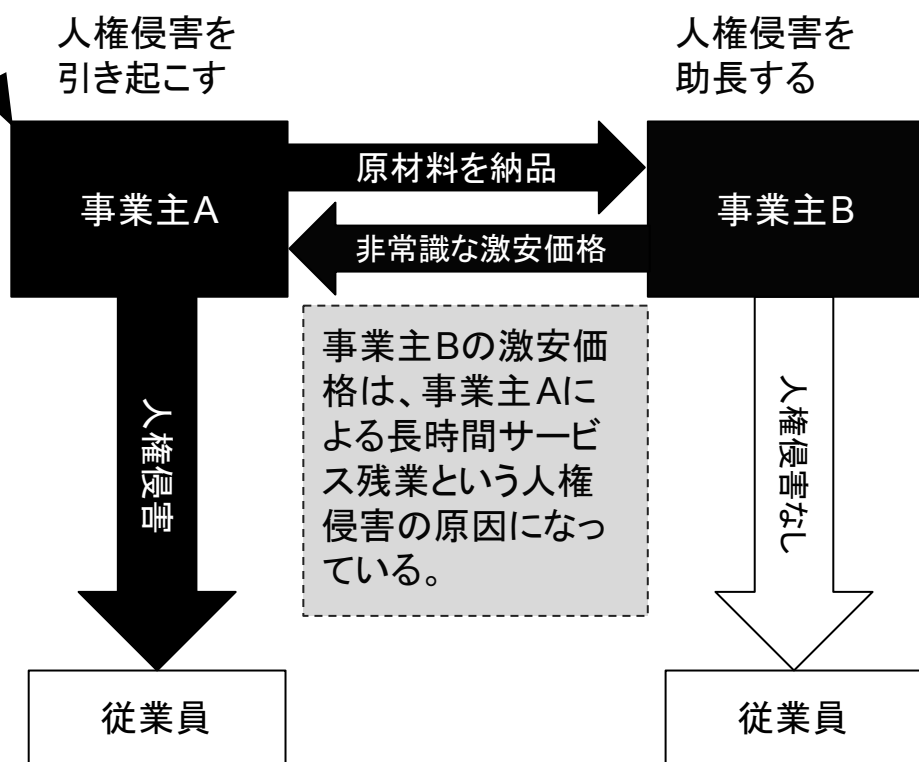 人権侵害を
引き起こす
人権侵害を
助長する
事業主A
原材料を納品
事業主B
非常識な激安価格
事業主Bの激安価
格は、事業主Aに
よる長時間サービ
ス残業という人権
侵害の原因になっ
ている。
人権侵害
人権侵害なし
従業員
従業員